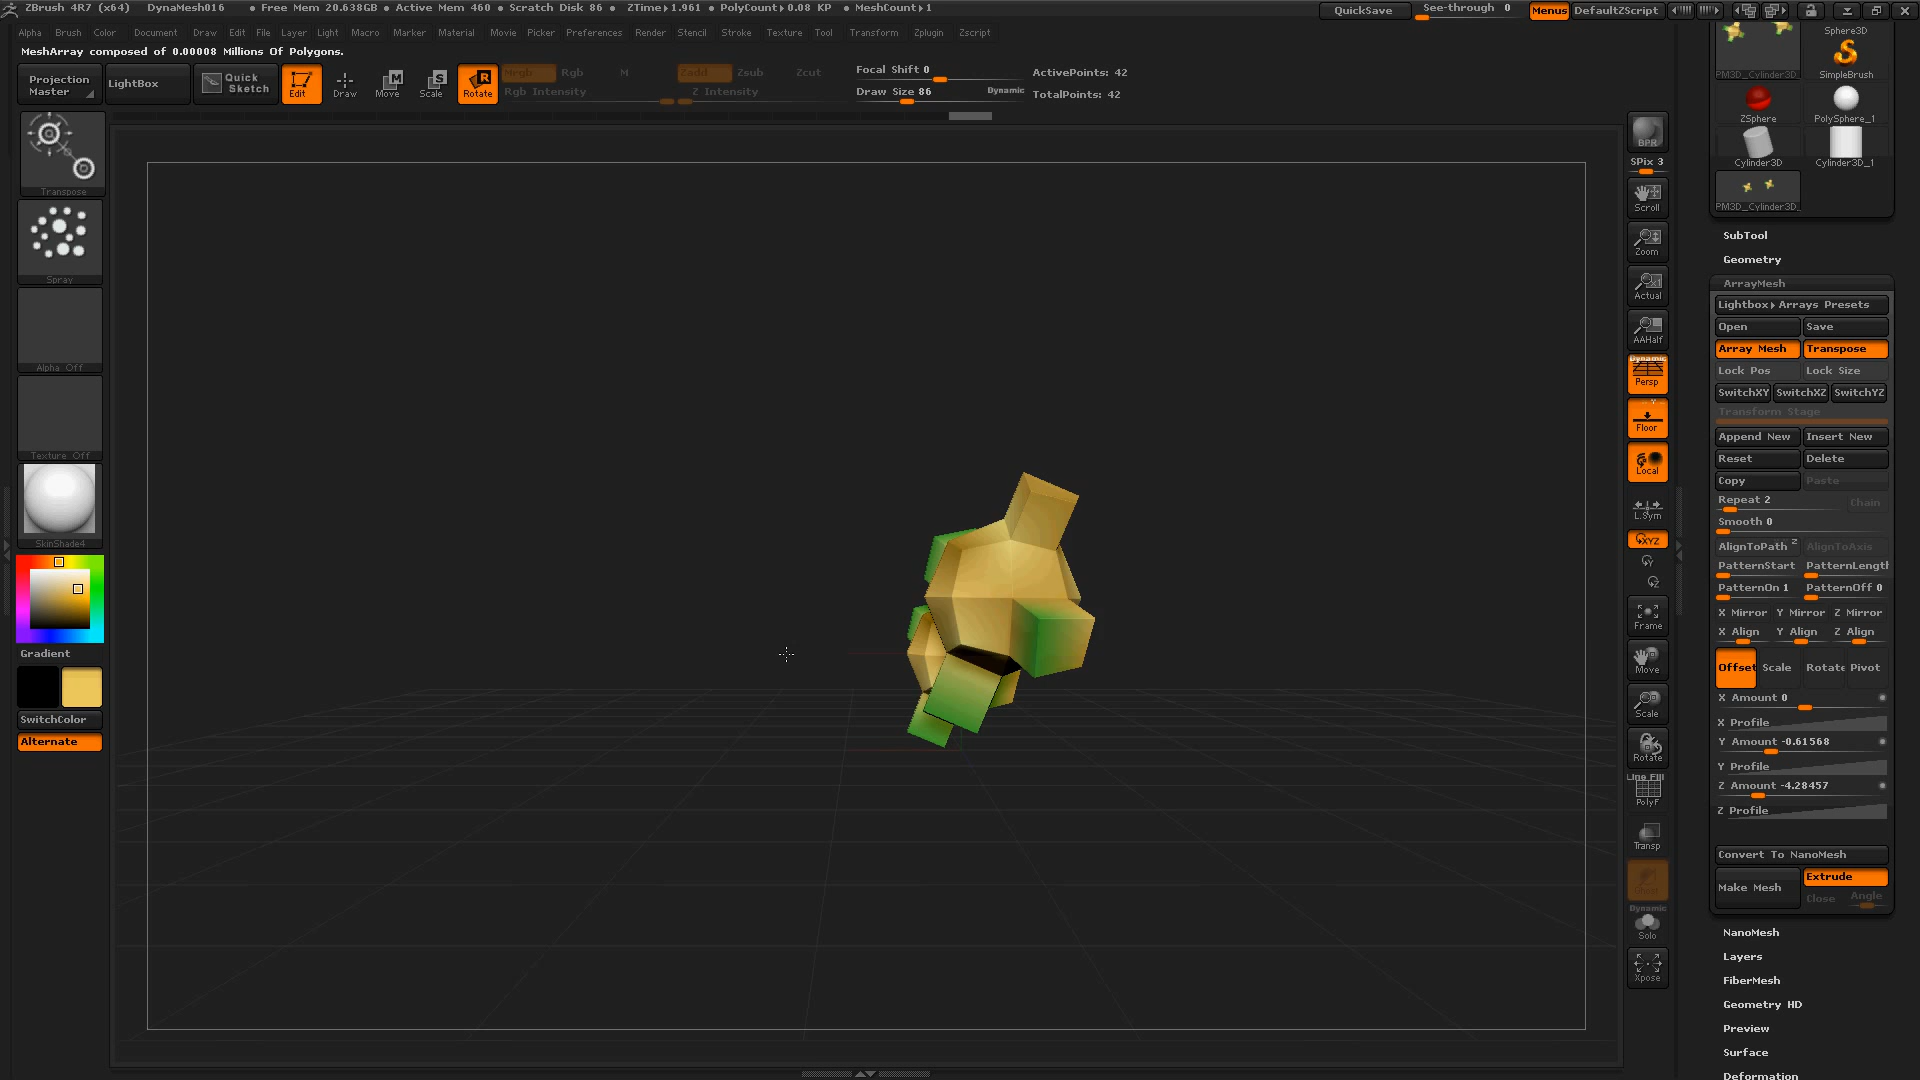 ZBrush 4R7 (x64) DynaMesh016 • Free Mem 20.638GB • Active Mem 460 • Scratch Disk 86 • ZTime▸1.961 • PolyCount▸0.08 KP • MeshCount▸1 QuickSave See-through 0 Menus DefaultZScript
Alpha Brush Color Document Draw Edit File Layer Light Macro Marker Material Movie Picker Preferences Render Stencil Stroke Texture Tool Transform Zplugin Zscript
MeshArray composed of 0.00008 Millions Of Polygons.
Projection Master
LightBox
Quick Sketch
Edit
Draw
Move
Scale
Rotate
Mrgb Rgb M
Rgb Intensity
Zadd Zsub Zcut
Z Intensity
Focal Shift 0
Draw Size 86 Dynamic
ActivePoints: 42
TotalPoints: 42
Transpose
Spray
Alpha Off
Texture Off
SkinShade4
Gradient
SwitchColor
Alternate
BPR
SPix 3
Scroll
Zoom
Actual
AAHalf
Dynamic
Persp
Floor
Local
L.Sym
XYZ
Frame
Move
Scale
Rotate
Line Fill
PolyF
Transp
Ghost
Dynamic
Solo
Xpose
Sphere3D
PM3D_Cylinder3D_ SimpleBrush
ZSphere PolySphere_1
Cylinder3D Cylinder3D_1
PM3D_Cylinder3D_
SubTool
Geometry
ArrayMesh
Lightbox▸Arrays Presets
Open Save
Array Mesh Transpose
Lock Pos Lock Size
SwitchXY SwitchXZ SwitchYZ
Transform Stage
Append New Insert New
Reset Delete
Copy Paste
Repeat 2 Chain
Smooth 0
AlignToPath AlignToAxis
PatternStart PatternLength
PatternOn 1 PatternOff 0
X Mirror Y Mirror Z Mirror
X Align Y Align Z Align
Offset Scale Rotate Pivot
X Amount 0
X Profile
Y Amount -0.61568
Y Profile
Z Amount -4.28457
Z Profile
Convert To NanoMesh
Make Mesh Extrude
Close Angle
NanoMesh
Layers
FiberMesh
Geometry HD
Preview
Surface
Deformation